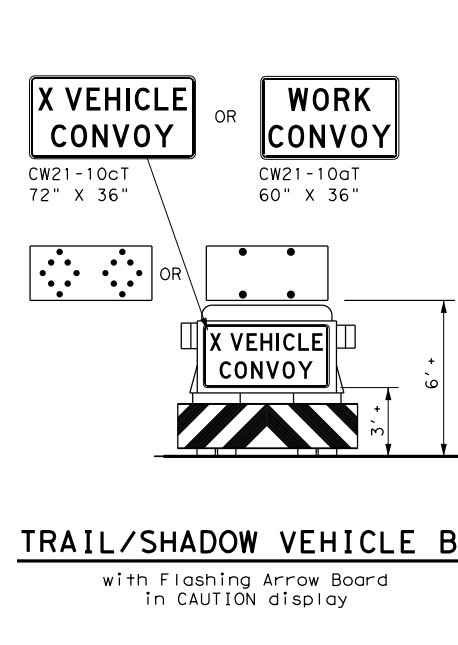 X VEHICLE
CONVOY
OR
WORK
CONVOY
CW21-10cT
72" X 36"
CW21-10aT
60" X 36"
OR
X VEHICLE
CONVOY
6'+
3'+
TRAIL/SHADOW VEHICLE B
with Flashing Arrow Board
in CAUTION display